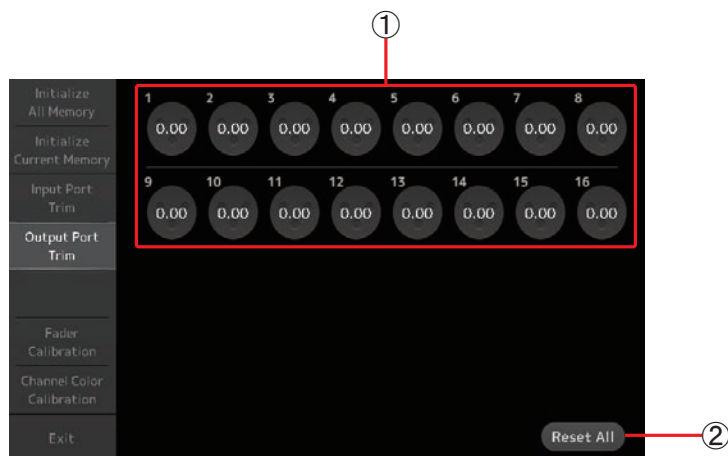 ①
Initialize
All Memory
Initialize
Current Memory
Input Port
Trim
Output Port
Trim
Fader
Calibration
Channel Color
Calibration
Exit
1 2 3 4 5 6 7 8
0.00 0.00 0.00 0.00 0.00 0.00 0.00 0.00
9 10 11 12 13 14 15 16
0.00 0.00 0.00 0.00 0.00 0.00 0.00 0.00
Reset All
②